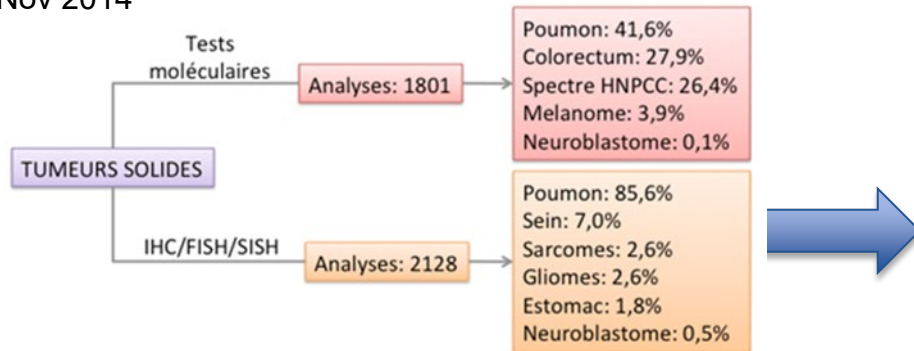 Nov 2014
Tests
moléculaires
Analyses: 1801
Poumon: 41,6%
Colorectum: 27,9%
Spectre HNPCC: 26,4%
Melanome: 3,9%
Neuroblastome: 0,1%
TUMEURS SOLIDES
IHC/FISH/SISH
Analyses: 2128
Poumon: 85,6%
Sein: 7,0%
Sarcomes: 2,6%
Gliomes: 2,6%
Estomac: 1,8%
Neuroblastome: 0,5%